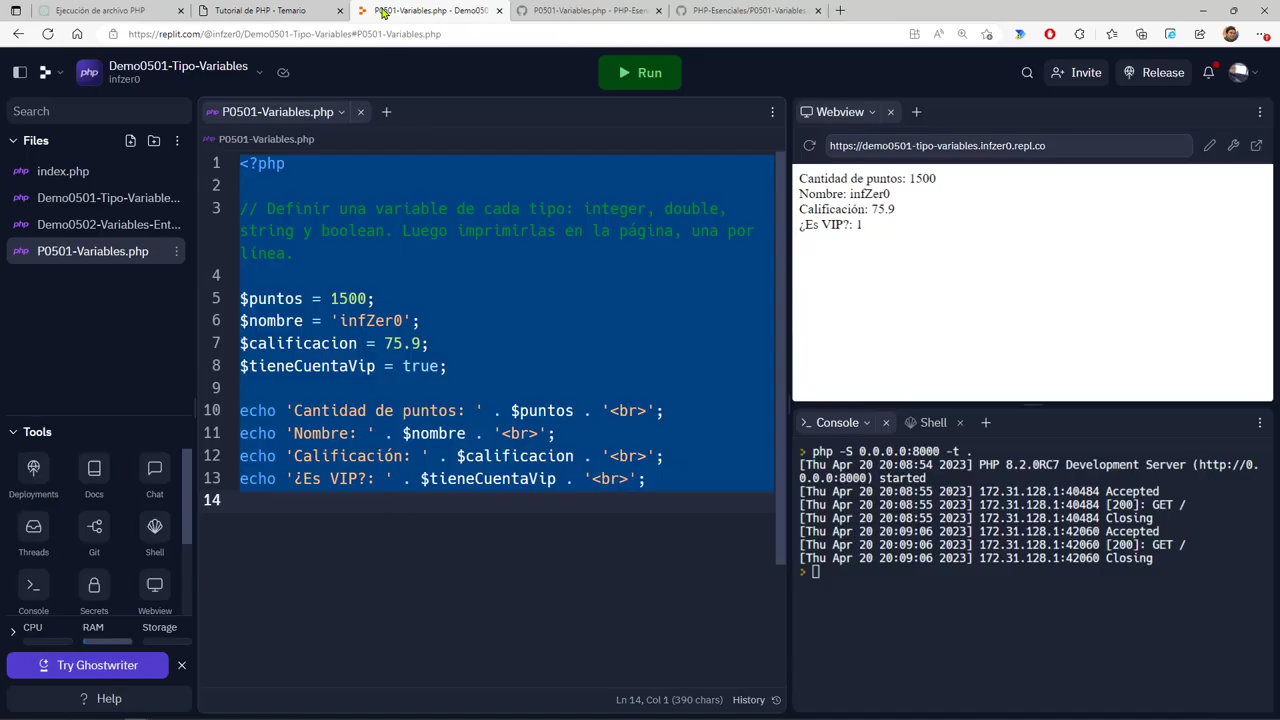 Ejecución de archivo PHP
Tutorial de PHP - Temario
P0501-Variables.php - Demo050
P0501-Variables.php - PHP-Esen
PHP-Esenciales/P0501-Variables.
https://replit.com/@infzer0/Demo0501-Tipo-Variables#P0501-Variables.php
php
Demo0501-Tipo-Variables
infzer0
Run
Invite
Release
Search
Files
php index.php
php Demo0501-Tipo-Variable...
php Demo0502-Variables-Ent...
php P0501-Variables.php
Tools
Deployments
Docs
Chat
Threads
Git
Shell
Console
Secrets
Webview
CPU
RAM
Storage
Try Ghostwriter
? Help
php P0501-Variables.php
php P0501-Variables.php
1 <?php
2
3 // Definir una variable de cada tipo: integer, double,
string y boolean. Luego imprimirlas en la página, una por
línea.
4
5 $puntos = 1500;
6 $nombre = 'infZer0';
7 $calificacion = 75.9;
8 $tieneCuentaVip = true;
9
10 echo 'Cantidad de puntos: ' . $puntos . '<br>';
11 echo 'Nombre: ' . $nombre . '<br>';
12 echo 'Calificación: ' . $calificacion . '<br>';
13 echo '¿Es VIP?: ' . $tieneCuentaVip . '<br>';
14
Ln 14, Col 1 (390 chars)
History
Webview
https://demo0501-tipo-variables.infzer0.repl.co
Cantidad de puntos: 1500
Nombre: infZer0
Calificación: 75.9
¿Es VIP?: 1
Console
Shell
> php -S 0.0.0.0:8000 -t .
[Thu Apr 20 20:08:54 2023] PHP 8.2.0RC7 Development Server (http://0.
0.0.0:8000) started
[Thu Apr 20 20:08:55 2023] 172.31.128.1:40484 Accepted
[Thu Apr 20 20:08:55 2023] 172.31.128.1:40484 [200]: GET /
[Thu Apr 20 20:08:55 2023] 172.31.128.1:40484 Closing
[Thu Apr 20 20:09:06 2023] 172.31.128.1:42060 Accepted
[Thu Apr 20 20:09:06 2023] 172.31.128.1:42060 [200]: GET /
[Thu Apr 20 20:09:06 2023] 172.31.128.1:42060 Closing
>